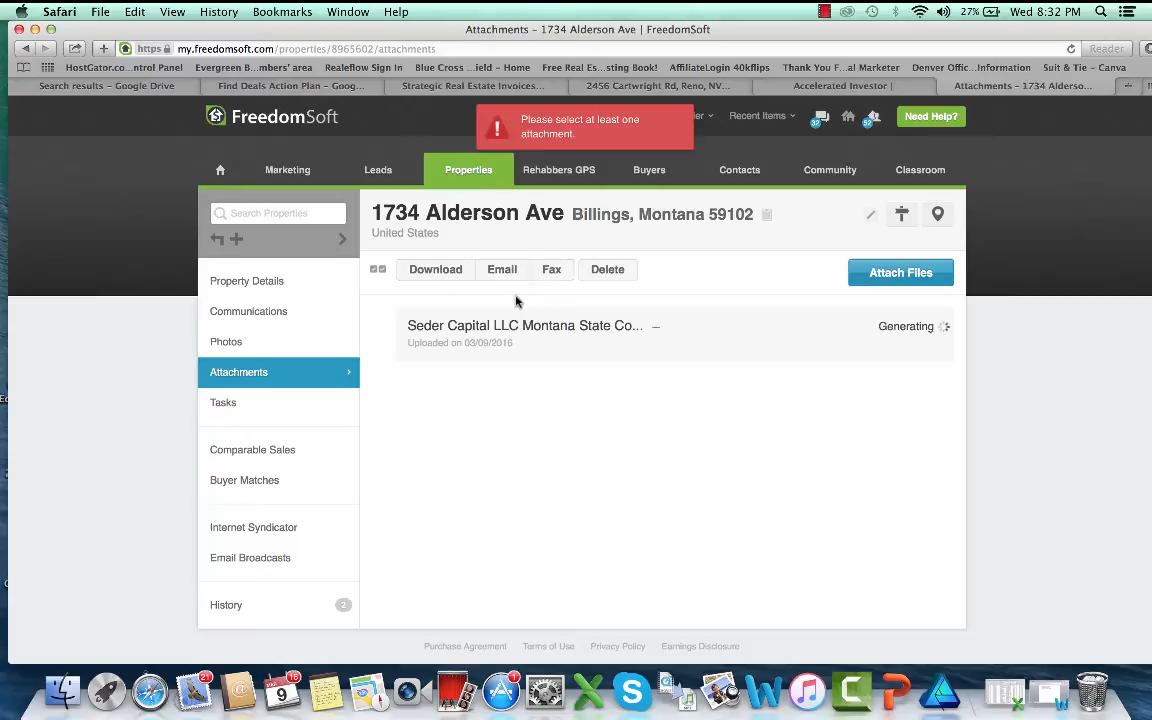 Safari File Edit View History Bookmarks Window Help 27% Wed 8:32 PM
Attachments - 1734 Alderson Ave | FreedomSoft
https my.freedomsoft.com/properties/8965602/attachments Reader
HostGator.co...ntrol Panel Evergreen B...mbers' area Realeflow Sign In Blue Cross ...ield - Home Free Real Es...sting Book! AffiliateLogin 40kflips Thank You F...al Marketer Denver Offic...Information Suit & Tie - Canva
Search results - Google Drive Find Deals Action Plan - Goog... Strategic Real Estate Invoices... 2456 Cartwright Rd, Reno, NV... Accelerated Investor | Attachments - 1734 Alderso...
FreedomSoft Recent Items 32 52 Need Help?
Please select at least one
attachment.
Marketing Leads Properties Rehabbers GPS Buyers Contacts Community Classroom
Search Properties
1734 Alderson Ave Billings, Montana 59102
United States
Download Email Fax Delete Attach Files
Property Details
Communications
Photos
Attachments
Tasks
Comparable Sales
Buyer Matches
Internet Syndicator
Email Broadcasts
History 2
Seder Capital LLC Montana State Co... – Generating
Uploaded on 03/09/2016
Purchase Agreement Terms of Use Privacy Policy Earnings Disclosure
21 MAR 9 16 1